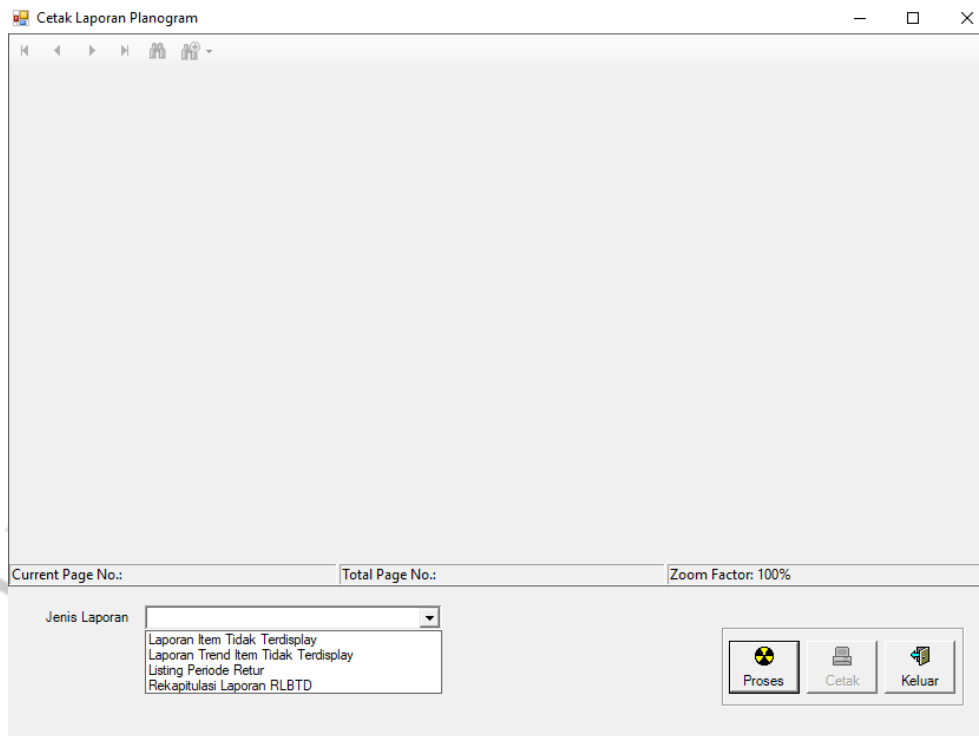 Cetak Laporan Planogram
Current Page No.: Total Page No.: Zoom Factor: 100%
Jenis Laporan
Laporan Item Tidak Terdisplay
Laporan Trend Item Tidak Terdisplay
Listing Periode Retur
Rekapitulasi Laporan RLBTD
Proses Cetak Keluar